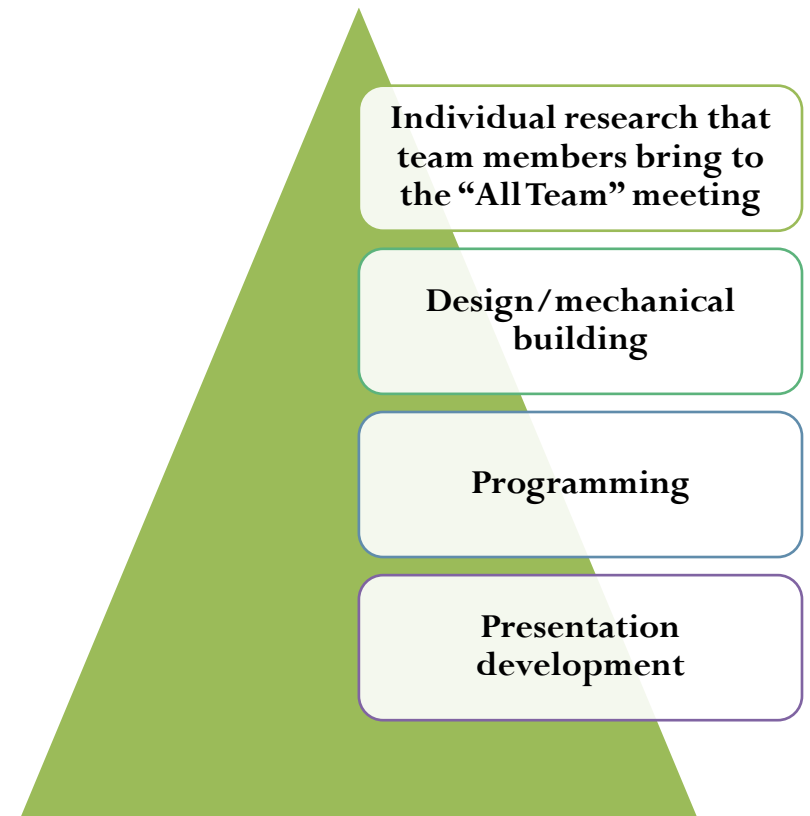 Individual research that
team members bring to
the “All Team” meeting
Design/mechanical
building
Programming
Presentation
development